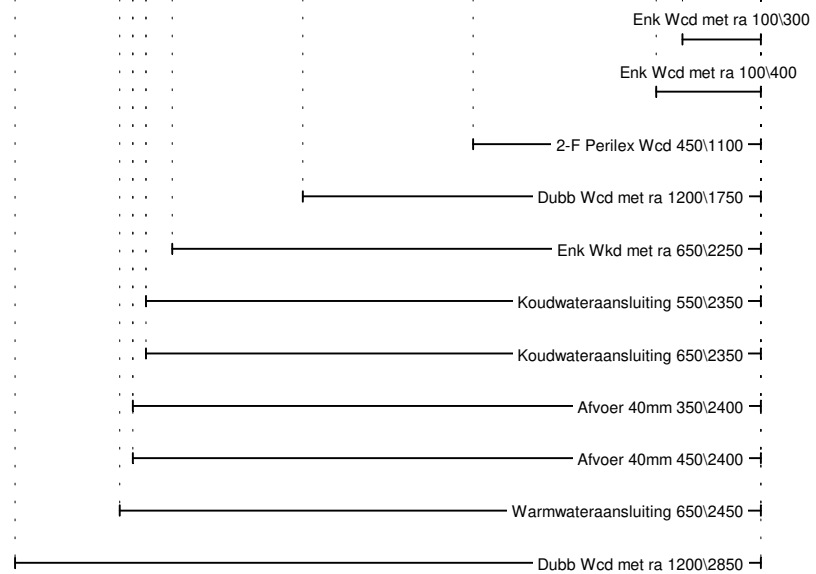 Enk Wcd met ra 100\300
Enk Wcd met ra 100\400
2-F Perilex Wcd 450\1100
Dubb Wcd met ra 1200\1750
Enk Wkd met ra 650\2250
Koudwateraansluiting 550\2350
Koudwateraansluiting 650\2350
Afvoer 40mm 350\2400
Afvoer 40mm 450\2400
Warmwateraansluiting 650\2450
Dubb Wcd met ra 1200\2850